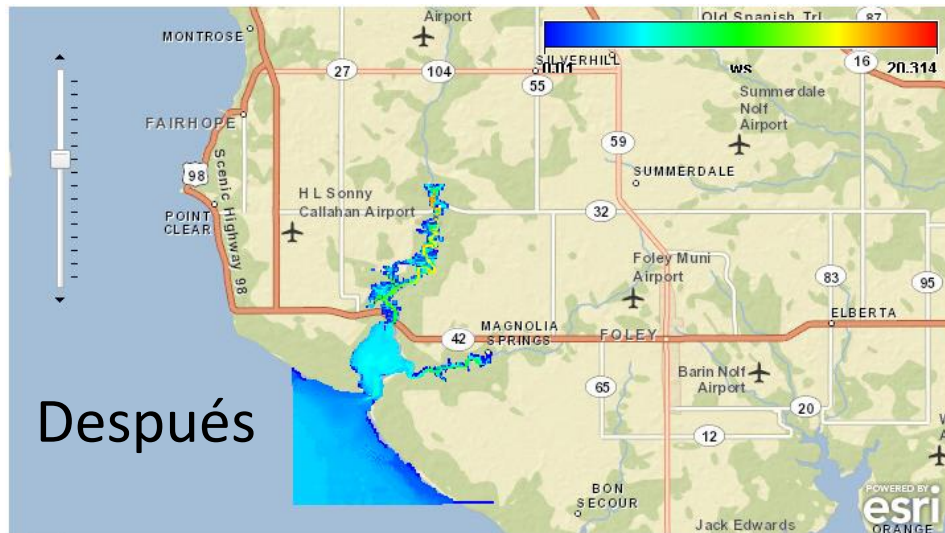 Airport
Old Spanish Trl
87
MONTROSE
SILVERHILL
0.01
ws
20.314
27
104
55
16
Summerdale
Nolf
Airport
FAIRHOPE
59
98
SUMMERDALE
Scenic Highway 98
H L Sonny
Callahan Airport
POINT
CLEAR
32
Foley Muni
Airport
83
95
ELBERTA
MAGNOLIA
SPRINGS
42
FOLEY
Barin Nolf
Airport
65
Después
20
12
BON
SECOUR
POWERED BY
esri
Jack Edwards
ORANGE